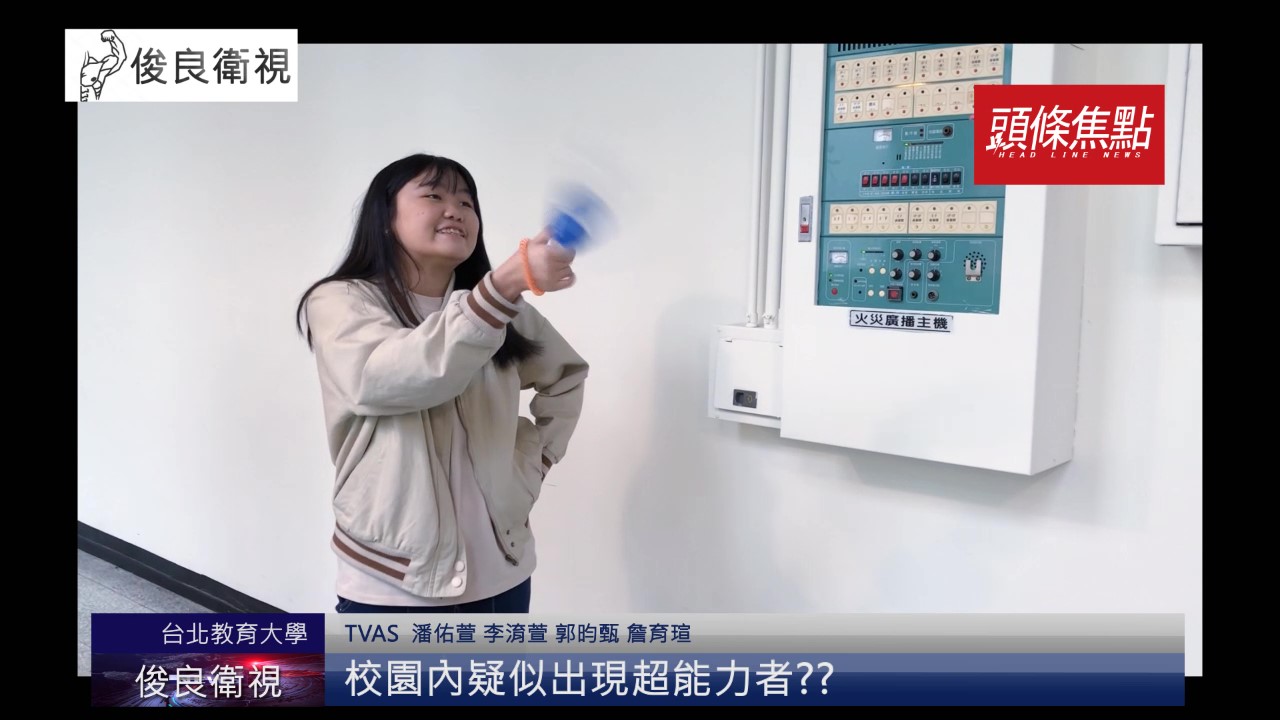 俊良衛視
頭條焦點
HEAD LINE NEWS
火災廣播主機
台北教育大學
TVAS 潘佑萱 李淯萱 郭昀甄 詹育瑄
俊良衛視
校園內疑似出現超能力者??